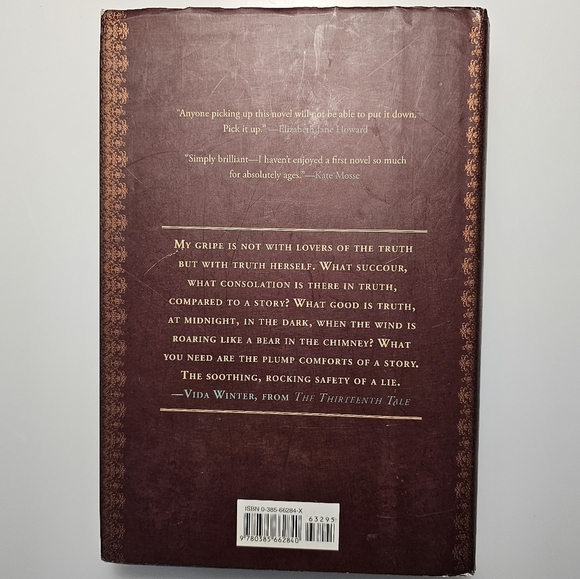 "Anyone picking up this novel will not be able to put it down.
Pick it up."—Elizabeth Jane Howard
"Simply brilliant—I haven't enjoyed a first novel so much
for absolutely ages."—Kate Mosse
My gripe is not with lovers of the truth
but with truth herself. What succour,
what consolation is there in truth,
compared to a story? What good is truth,
at midnight, in the dark, when the wind is
roaring like a bear in the chimney? What
you need are the plump comforts of a story.
The soothing, rocking safety of a lie.
—Vida Winter, from The Thirteenth Tale
ISBN 0-385-66284-X
63295
9 780385 662840